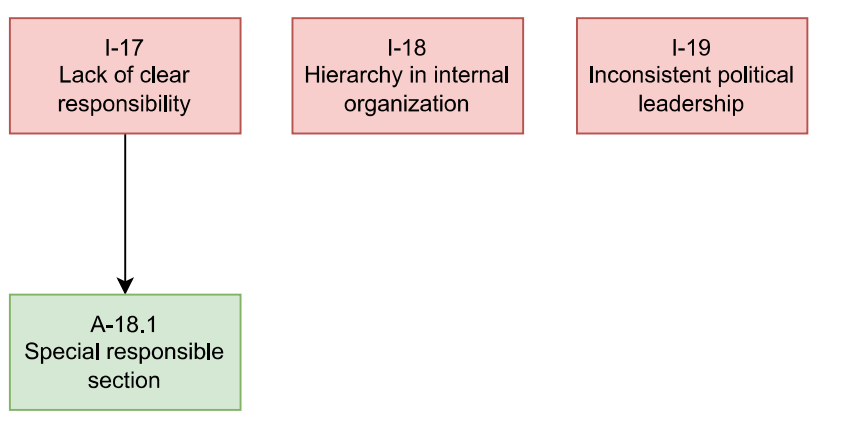 I-17
Lack of clear
responsibility
I-18
Hierarchy in internal
organization
I-19
Inconsistent political
leadership
A-18.1
Special responsible
section